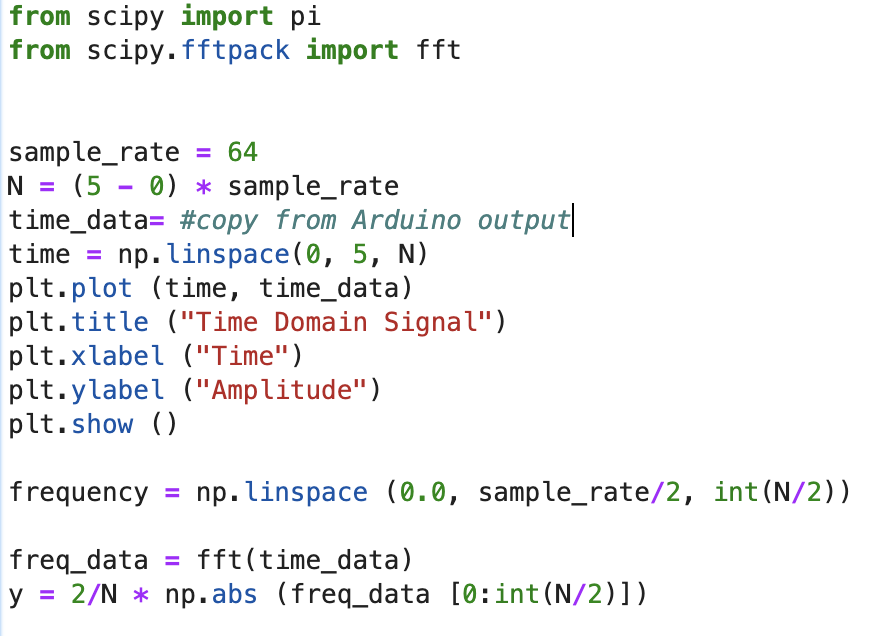 from scipy import pi
from scipy.fftpack import fft
sample_rate = 64
N = (5 - 0) * sample_rate
time_data= #copy from Arduino output
time = np.linspace(0, 5, N)
plt.plot (time, time_data)
plt.title ("Time Domain Signal")
plt.xlabel ("Time")
plt.ylabel ("Amplitude")
plt.show ()
frequency = np.linspace (0.0, sample_rate/2, int(N/2))
freq_data = fft(time_data)
y = 2/N * np.abs (freq_data [0:int(N/2)])